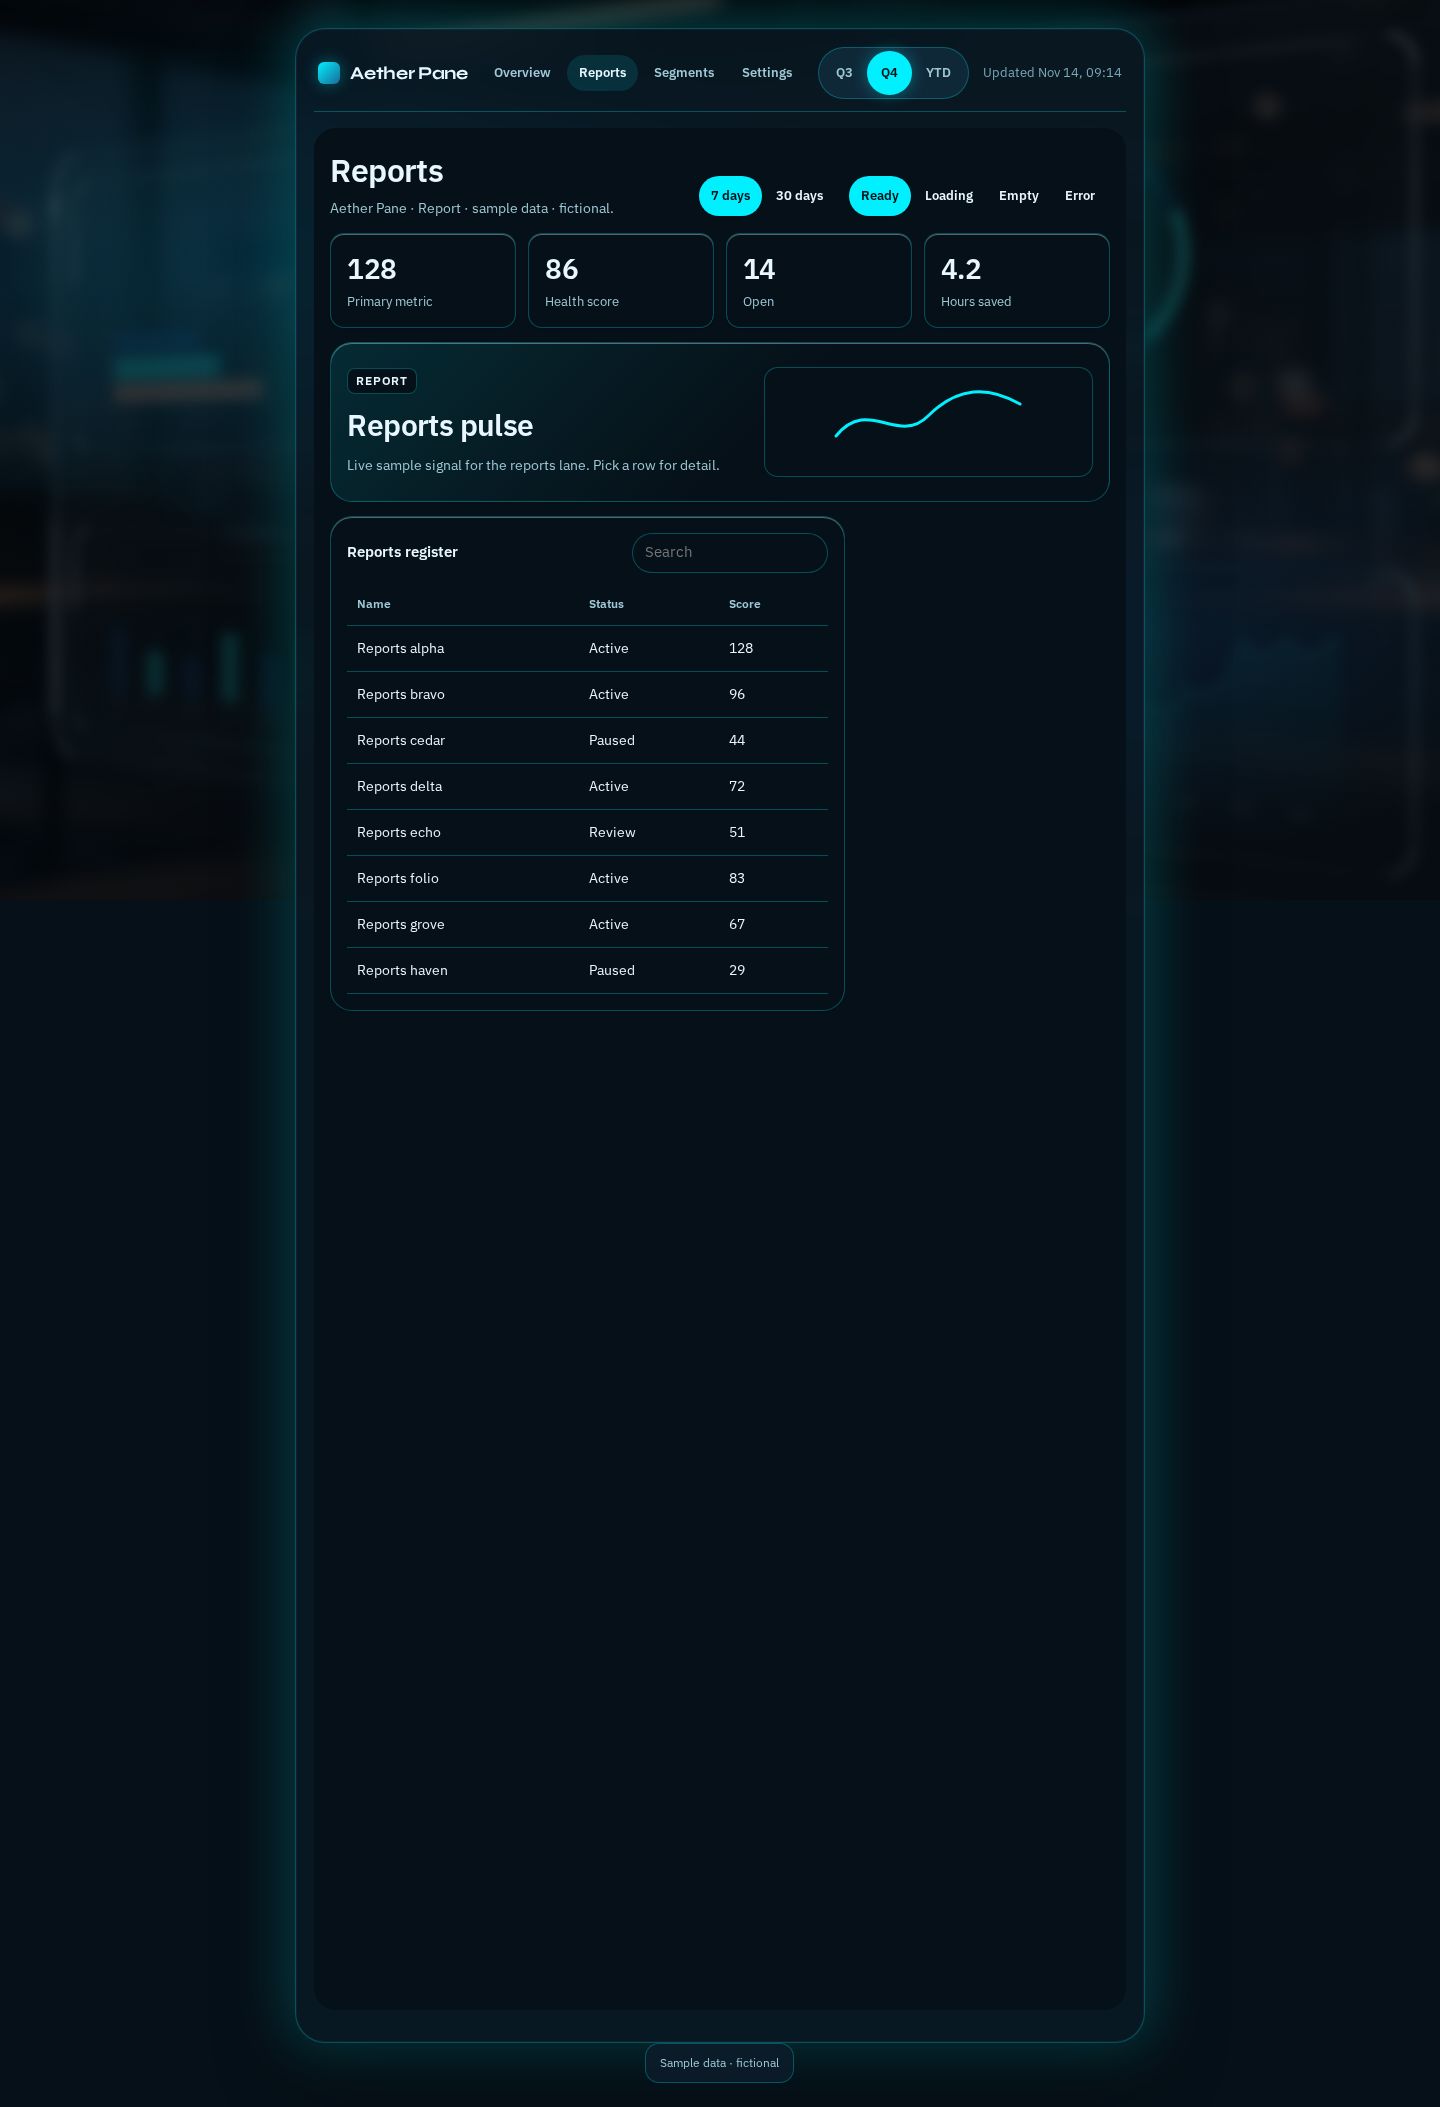 Aether Pane
Overview
Reports
Segments
Settings
Q3
Q4
YTD
Updated Nov 14, 09:14
Reports
Aether Pane · Report · sample data · fictional.
7 days
30 days
Ready
Loading
Empty
Error
128
Primary metric
86
Health score
14
Open
4.2
Hours saved
REPORT
Reports pulse
Live sample signal for the reports lane. Pick a row for detail.
Reports register
Search
Name Status Score
Reports alpha Active 128
Reports bravo Active 96
Reports cedar Paused 44
Reports delta Active 72
Reports echo Review 51
Reports folio Active 83
Reports grove Active 67
Reports haven Paused 29
Sample data · fictional